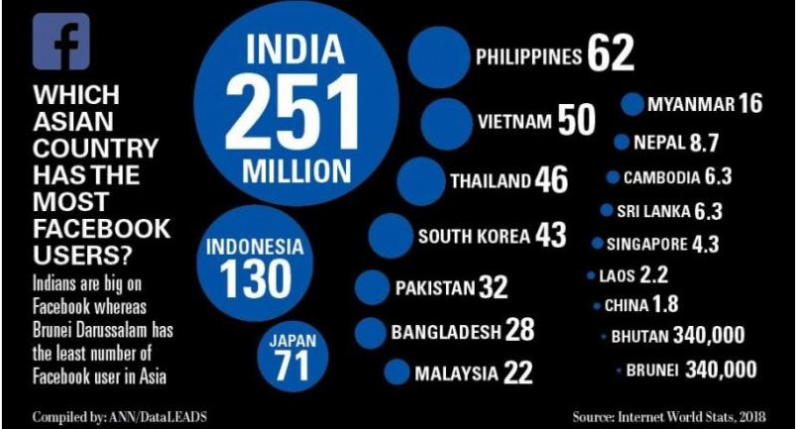 f
WHICH
ASIAN
COUNTRY
HAS THE
MOST
FACEBOOK
USERS?
Indians are big on
Facebook whereas
Brunei Darussalam has
the least number of
Facebook user in Asia
INDIA
251
MILLION
INDONESIA
130
JAPAN
71
PHILIPPINES 62
VIETNAM 50
THAILAND 46
SOUTH KOREA 43
PAKISTAN 32
BANGLADESH 28
MALAYSIA 22
MYANMAR 16
NEPAL 8.7
CAMBODIA 6.3
SRI LANKA 6.3
SINGAPORE 4.3
LAOS 2.2
CHINA 1.8
BHUTAN 340,000
BRUNEI 340,000
Compiled by: ANN/DataLEADS
Source: Internet World Stats, 2018